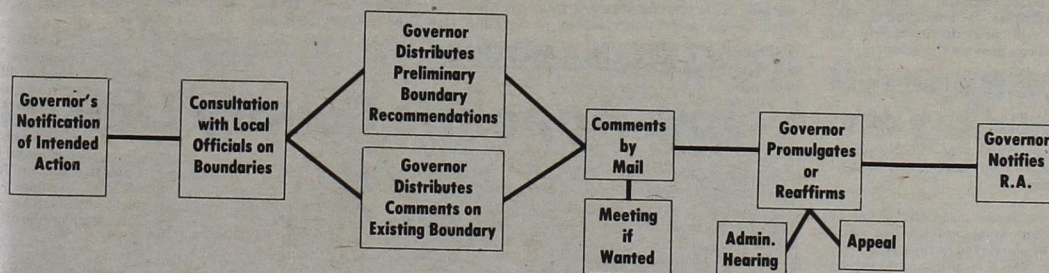 Governor's
Notification
of Intended
Action
Consultation
with Local
Officials on
Boundaries
Governor
Distributes
Preliminary
Boundary
Recommendations
Governor
Distributes
Comments on
Existing Boundary
Comments
by
Mail
Meeting
if
Wanted
Governor
Promulgates
or
Reaffirms
Admin.
Hearing
Appeal
Governor
Notifies
R.A.